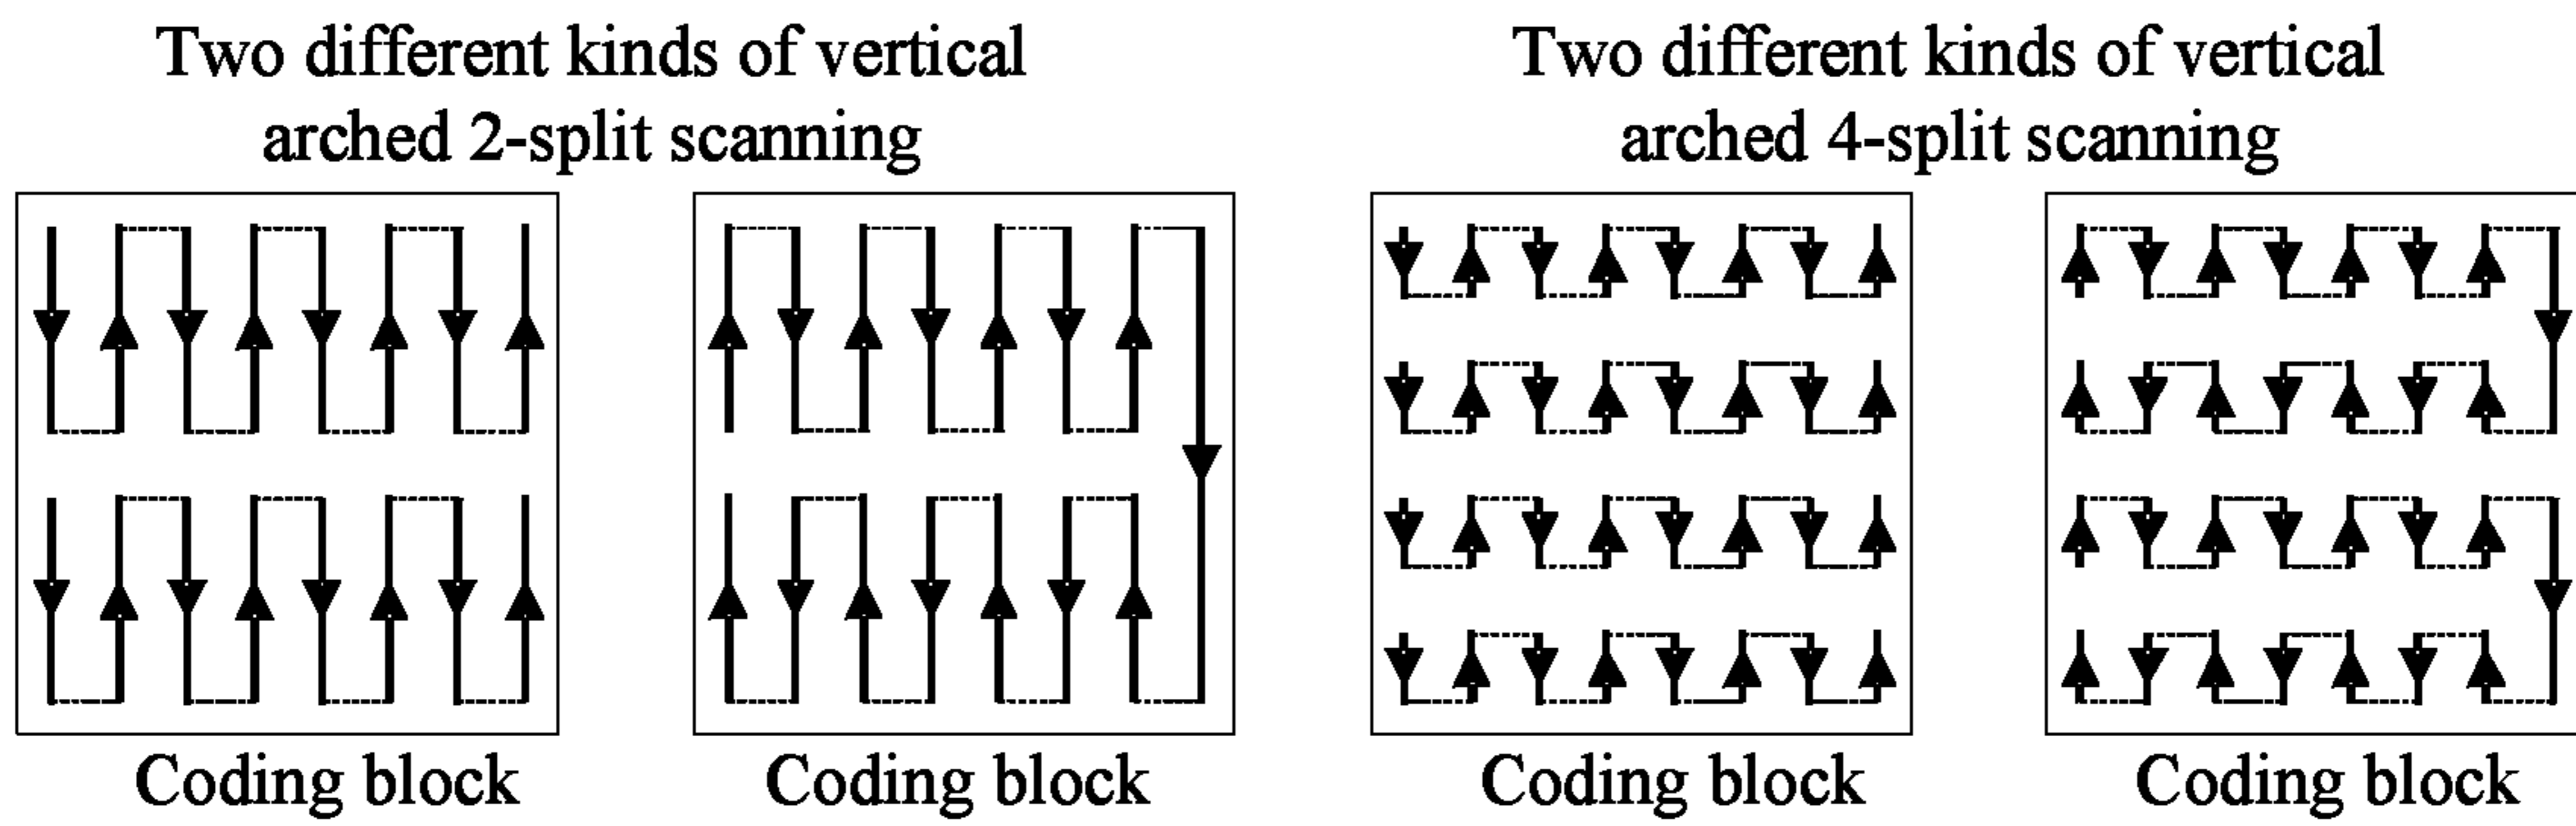 Two different kinds of vertical
arched 2-split scanning
Two different kinds of vertical
arched 4-split scanning
Coding block
Coding block
Coding block
Coding block